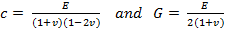 c = E / (1+v)(1−2v) and G = E / 2(1+v)